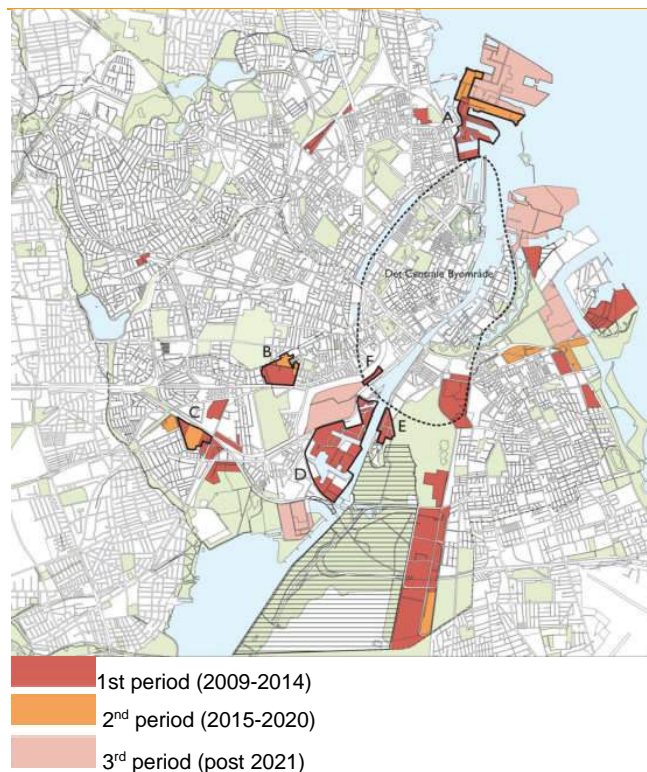 A
Det Centrale Byområde
B
F
C
E
D
1st period (2009-2014)
2nd period (2015-2020)
3rd period (post 2021)